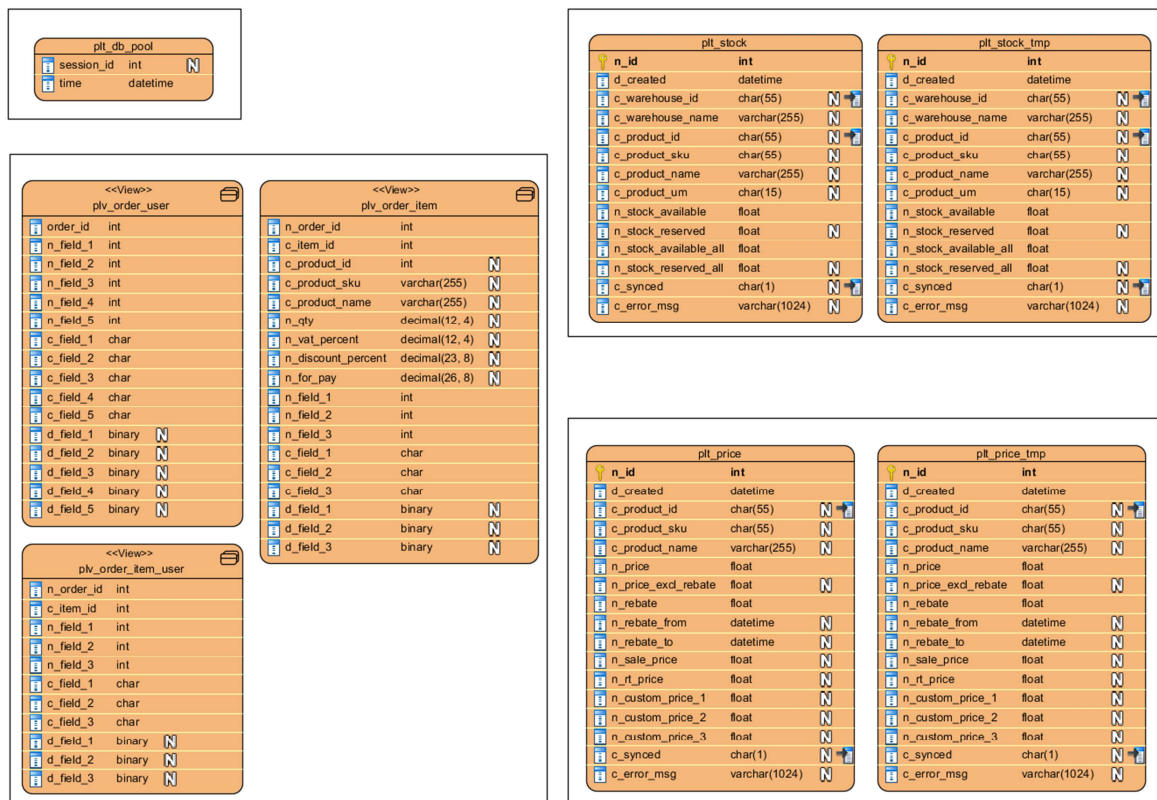 plt_db_pool
session_id int N
time datetime
<<View>>
plv_order_user
order_id int
n_field_1 int
n_field_2 int
n_field_3 int
n_field_4 int
n_field_5 int
c_field_1 char
c_field_2 char
c_field_3 char
c_field_4 char
c_field_5 char
d_field_1 binary N
d_field_2 binary N
d_field_3 binary N
d_field_4 binary N
d_field_5 binary N
<<View>>
plv_order_item
n_order_id int
c_item_id int
c_product_id int N
c_product_sku varchar(255) N
c_product_name varchar(255) N
n_qty decimal(12, 4) N
n_vat_percent decimal(12, 4) N
n_discount_percent decimal(23, 8) N
n_for_pay decimal(26, 8) N
n_field_1 int
n_field_2 int
n_field_3 int
c_field_1 char
c_field_2 char
c_field_3 char
d_field_1 binary N
d_field_2 binary N
d_field_3 binary N
<<View>>
plv_order_item_user
n_order_id int
c_item_id int
n_field_1 int
n_field_2 int
n_field_3 int
c_field_1 char
c_field_2 char
c_field_3 char
d_field_1 binary N
d_field_2 binary N
d_field_3 binary N
plt_stock
n_id int
d_created datetime
c_warehouse_id char(55) N
c_warehouse_name varchar(255) N
c_product_id char(55) N
c_product_sku char(55) N
c_product_name varchar(255) N
c_product_um char(15) N
n_stock_available float
n_stock_reserved float N
n_stock_available_all float
n_stock_reserved_all float N
c_synced char(1) N
c_error_msg varchar(1024) N
plt_stock_tmp
n_id int
d_created datetime
c_warehouse_id char(55) N
c_warehouse_name varchar(255) N
c_product_id char(55) N
c_product_sku char(55) N
c_product_name varchar(255) N
c_product_um char(15) N
n_stock_available float
n_stock_reserved float N
n_stock_available_all float
n_stock_reserved_all float N
c_synced char(1) N
c_error_msg varchar(1024) N
plt_price
n_id int
d_created datetime
c_product_id char(55) N
c_product_sku char(55) N
c_product_name varchar(255) N
n_price float
n_price_excl_rebate float N
n_rebate float
n_rebate_from datetime N
n_rebate_to datetime N
n_sale_price float N
n_rt_price float N
n_custom_price_1 float N
n_custom_price_2 float N
n_custom_price_3 float N
c_synced char(1) N
c_error_msg varchar(1024) N
plt_price_tmp
n_id int
d_created datetime
c_product_id char(55) N
c_product_sku char(55) N
c_product_name varchar(255) N
n_price float
n_price_excl_rebate float N
n_rebate float
n_rebate_from datetime N
n_rebate_to datetime N
n_sale_price float N
n_rt_price float N
n_custom_price_1 float N
n_custom_price_2 float N
n_custom_price_3 float N
c_synced char(1) N
c_error_msg varchar(1024) N